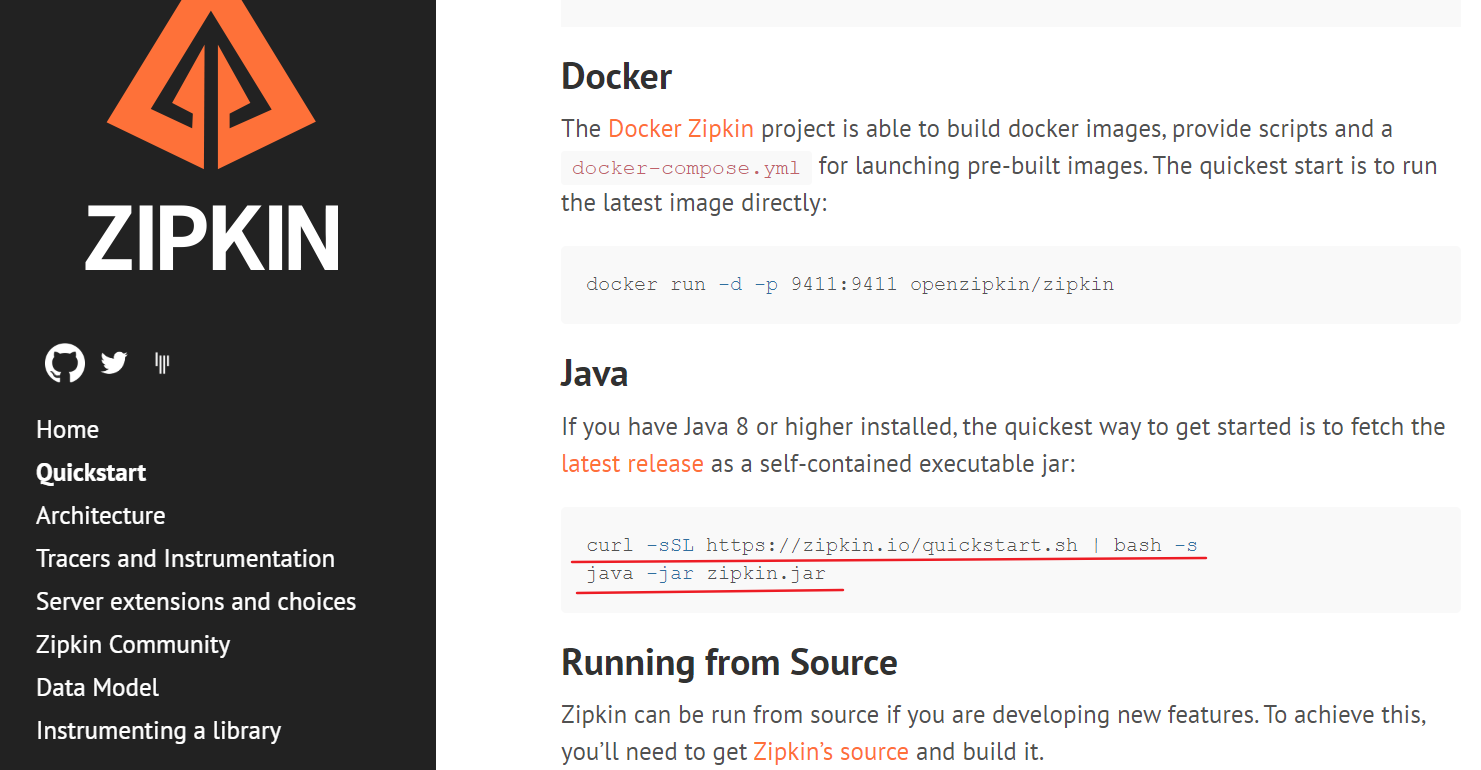 ZIPKIN
Home
Quickstart
Architecture
Tracers and Instrumentation
Server extensions and choices
Zipkin Community
Data Model
Instrumenting a library
Docker
The Docker Zipkin project is able to build docker images, provide scripts and a
docker-compose.yml for launching pre-built images. The quickest start is to run
the latest image directly:
docker run -d -p 9411:9411 openzipkin/zipkin
Java
If you have Java 8 or higher installed, the quickest way to get started is to fetch the
latest release as a self-contained executable jar:
curl -sSL https://zipkin.io/quickstart.sh | bash -s
java -jar zipkin.jar
Running from Source
Zipkin can be run from source if you are developing new features. To achieve this,
you’ll need to get Zipkin’s source and build it.